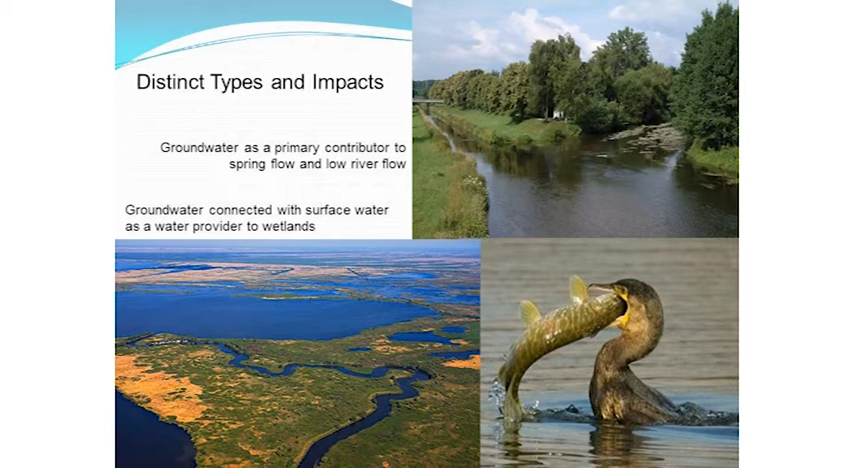 Distinct Types and Impacts
Groundwater as a primary contributor to
spring flow and low river flow
Groundwater connected with surface water
as a water provider to wetlands